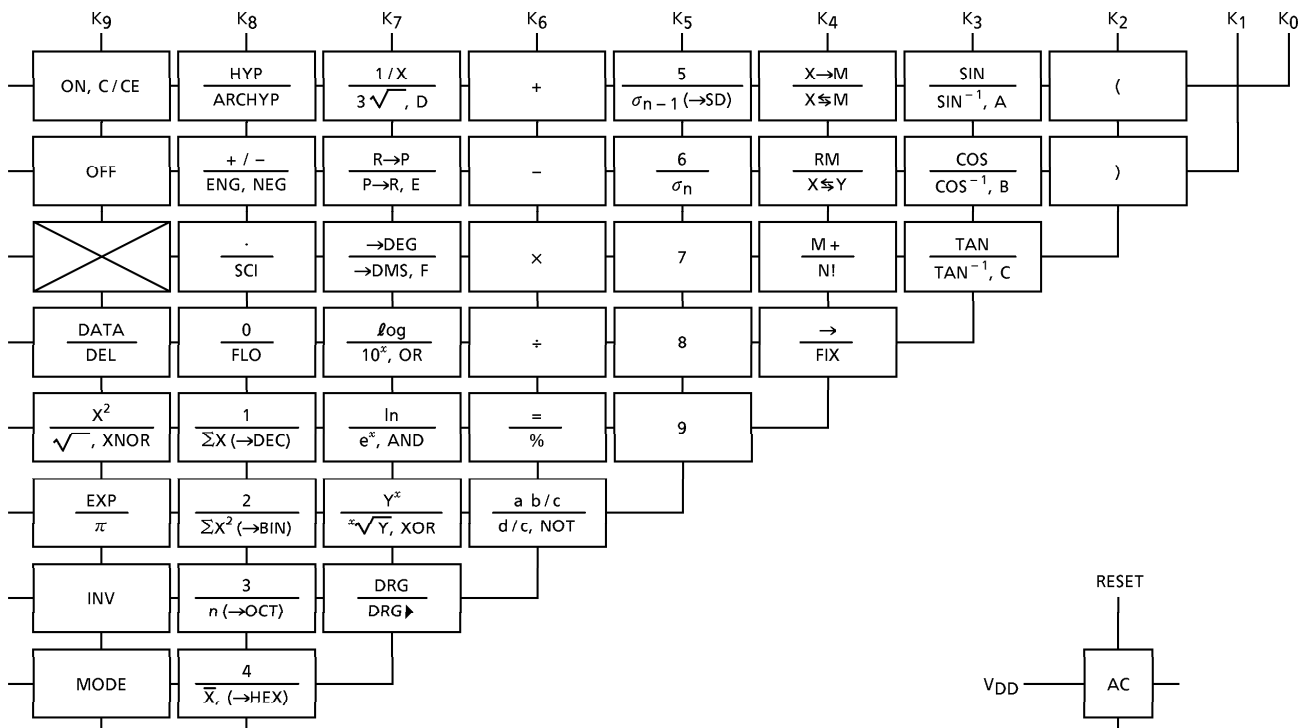 K9 K8 K7 K6 K5 K4 K3 K2 K1 K0
ON, C/CE
HYP
ARCHYP
1/X
3√‾, D
+
5
σn−1 (→SD)
X→M
X⇆M
SIN
SIN⁻¹, A
(
OFF
+/−
ENG, NEG
R→P
P→R, E
−
6
σn
RM
X⇆Y
COS
COS⁻¹, B
)
·
SCI
→DEG
→DMS, F
×
7
M+
N!
TAN
TAN⁻¹, C
DATA
DEL
0
FLO
ℓog
10ˣ, OR
÷
8
→
FIX
X²
√‾, XNOR
1
ΣX (→DEC)
ln
eˣ, AND
=
%
9
EXP
π
2
ΣX² (→BIN)
Yˣ
ˣ√Y, XOR
a b/c
d/c, NOT
INV
3
n (→OCT)
DRG
DRG▶
RESET
MODE
4
X̄, (→HEX)
VDD
AC